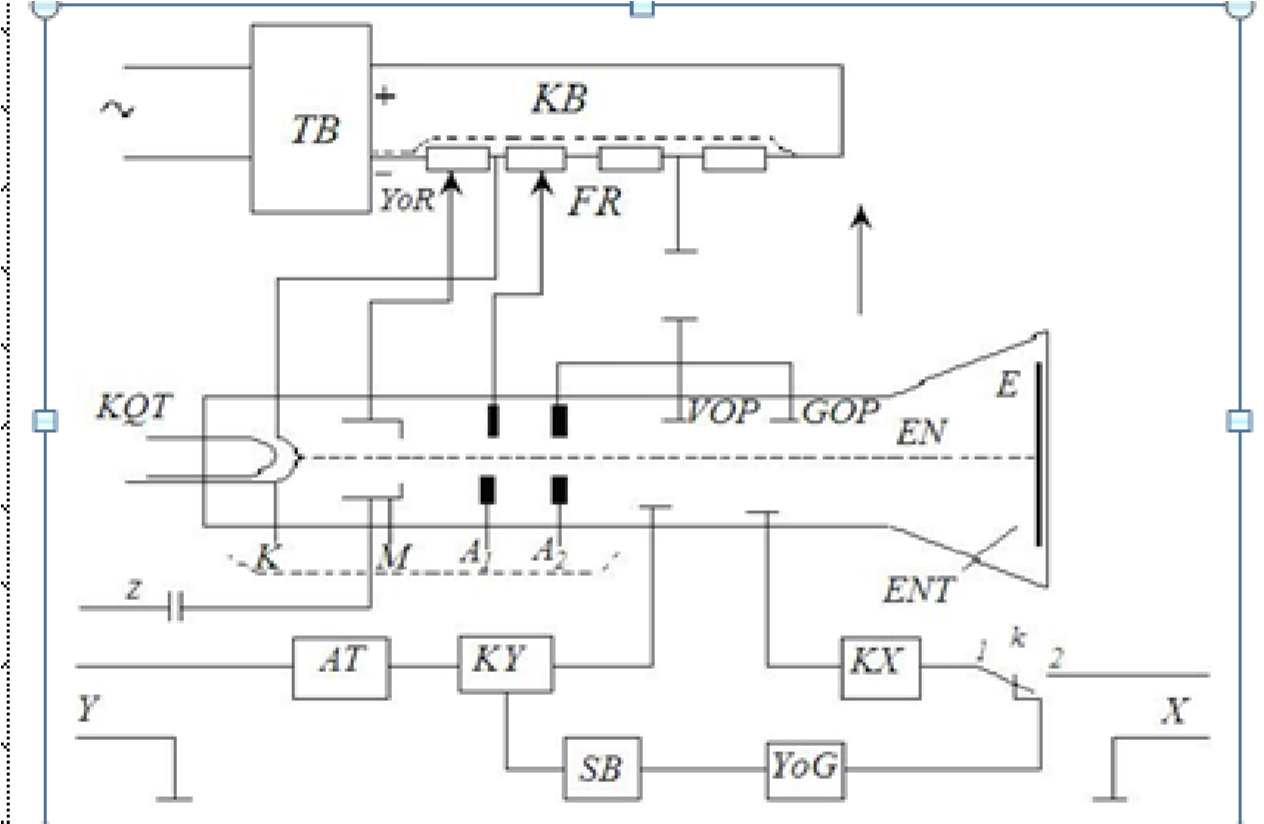 KB
+
~
TB
−
YoR
FR
E
KQT
VOP
GOP
EN
K
M
A1
A2
z
ENT
k
AT
KY
KX
1
2
Y
X
SB
YoG